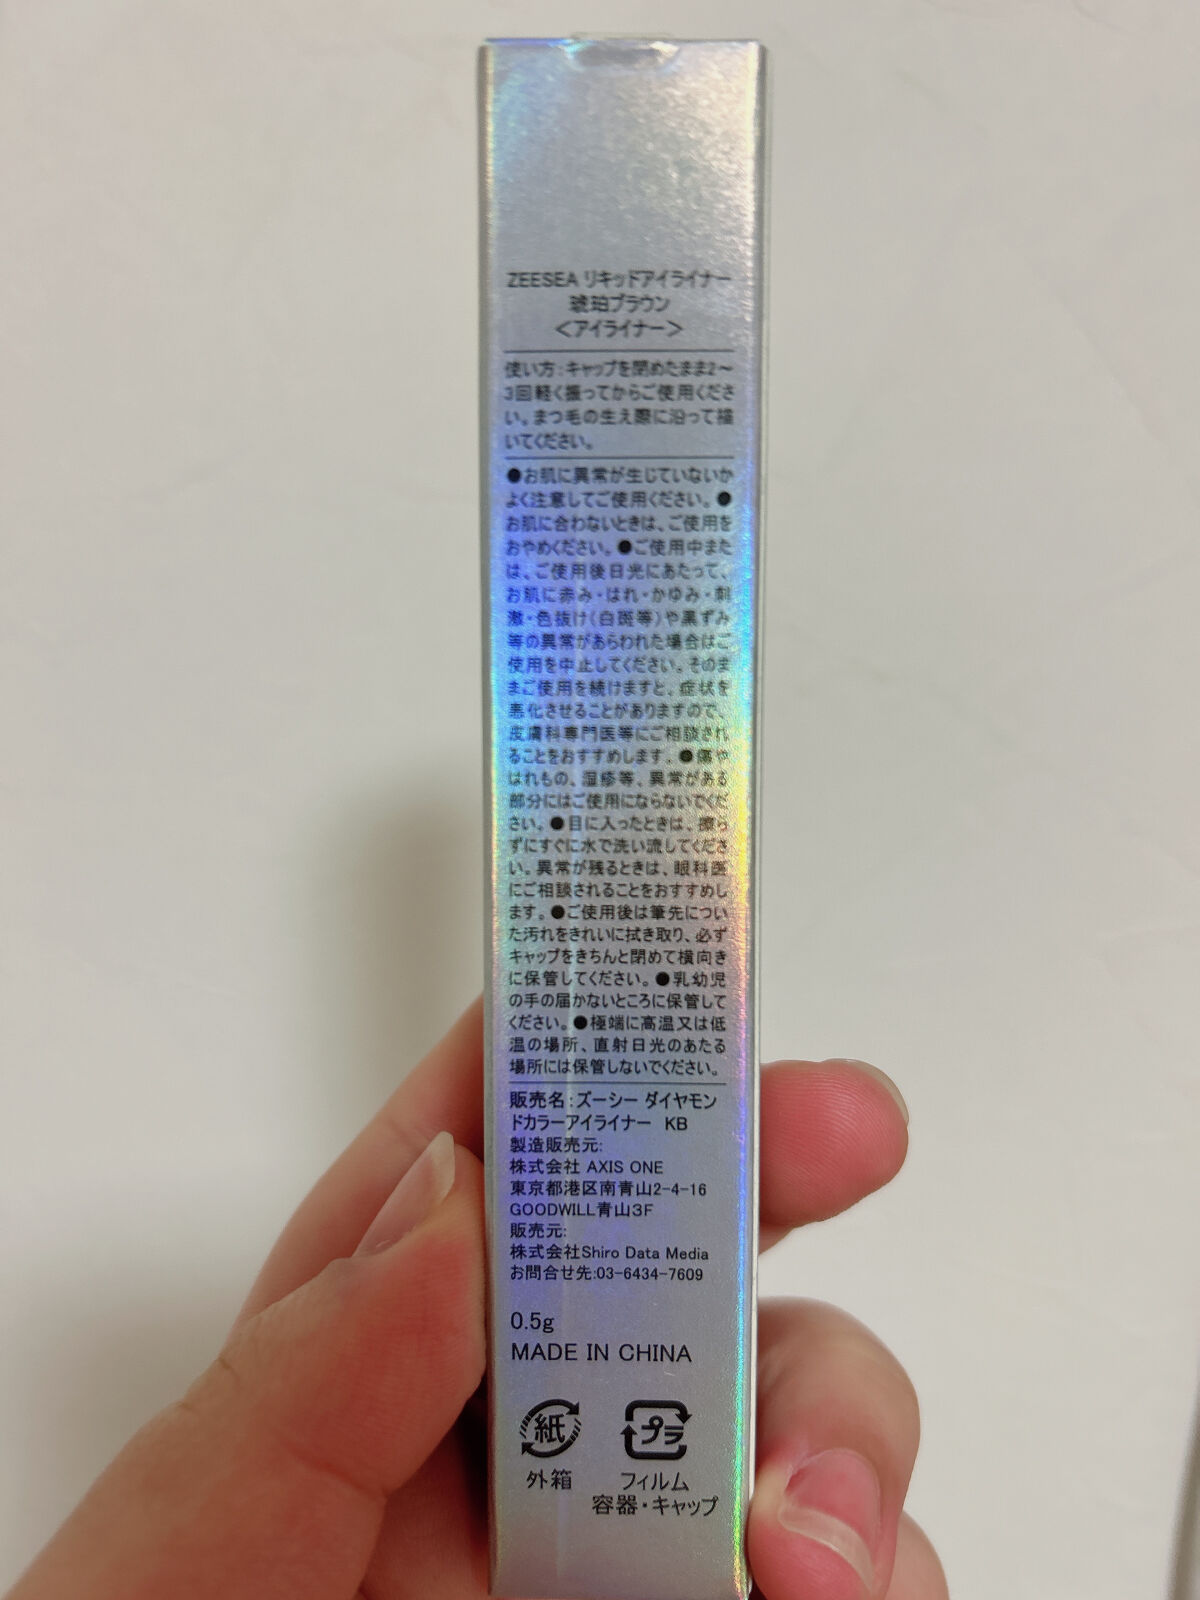 ZEESEA リキッドアイライナー
琥珀ブラウン
＜アイライナー＞
使い方：キャップを閉めたまま2～
3回軽く振ってからご使用くださ
い。まつ毛の生え際に沿って描
いてください。
●お肌に異常が生じていないか
よく注意してご使用ください。●
お肌に合わないときは、ご使用を
おやめください。●ご使用中また
は、ご使用後日光にあたって、
お肌に赤み・はれ・かゆみ・刺
激・色抜け（白斑等）や黒ずみ
等の異常があらわれた場合はご
使用を中止してください。そのま
まご使用を続けますと、症状を
悪化させることがありますので、
皮膚科専門医等にご相談され
ることをおすすめします。●傷や
はれもの、湿疹等、異常がある
部分にはご使用にならないでくだ
さい。●目に入ったときは、擦ら
ずにすぐに水で洗い流してくださ
い。異常が残るときは、眼科医
にご相談されることをおすすめし
ます。●ご使用後は筆先につい
た汚れをきれいに拭き取り、必ず
キャップをきちんと閉めて横向き
に保管してください。●乳幼児
の手の届かないところに保管して
ください。●極端に高温又は低
温の場所、直射日光のあたる
場所には保管しないでください。
販売名：ズーシー ダイヤモン
ドカラーアイライナー KB
製造販売元:
株式会社 AXIS ONE
東京都港区南青山2-4-16
GOODWILL青山3F
販売元:
株式会社Shiro Data Media
お問合せ先:03-6434-7609
0.5g
MADE IN CHINA
紙 プラ
外箱 フィルム
容器・キャップ